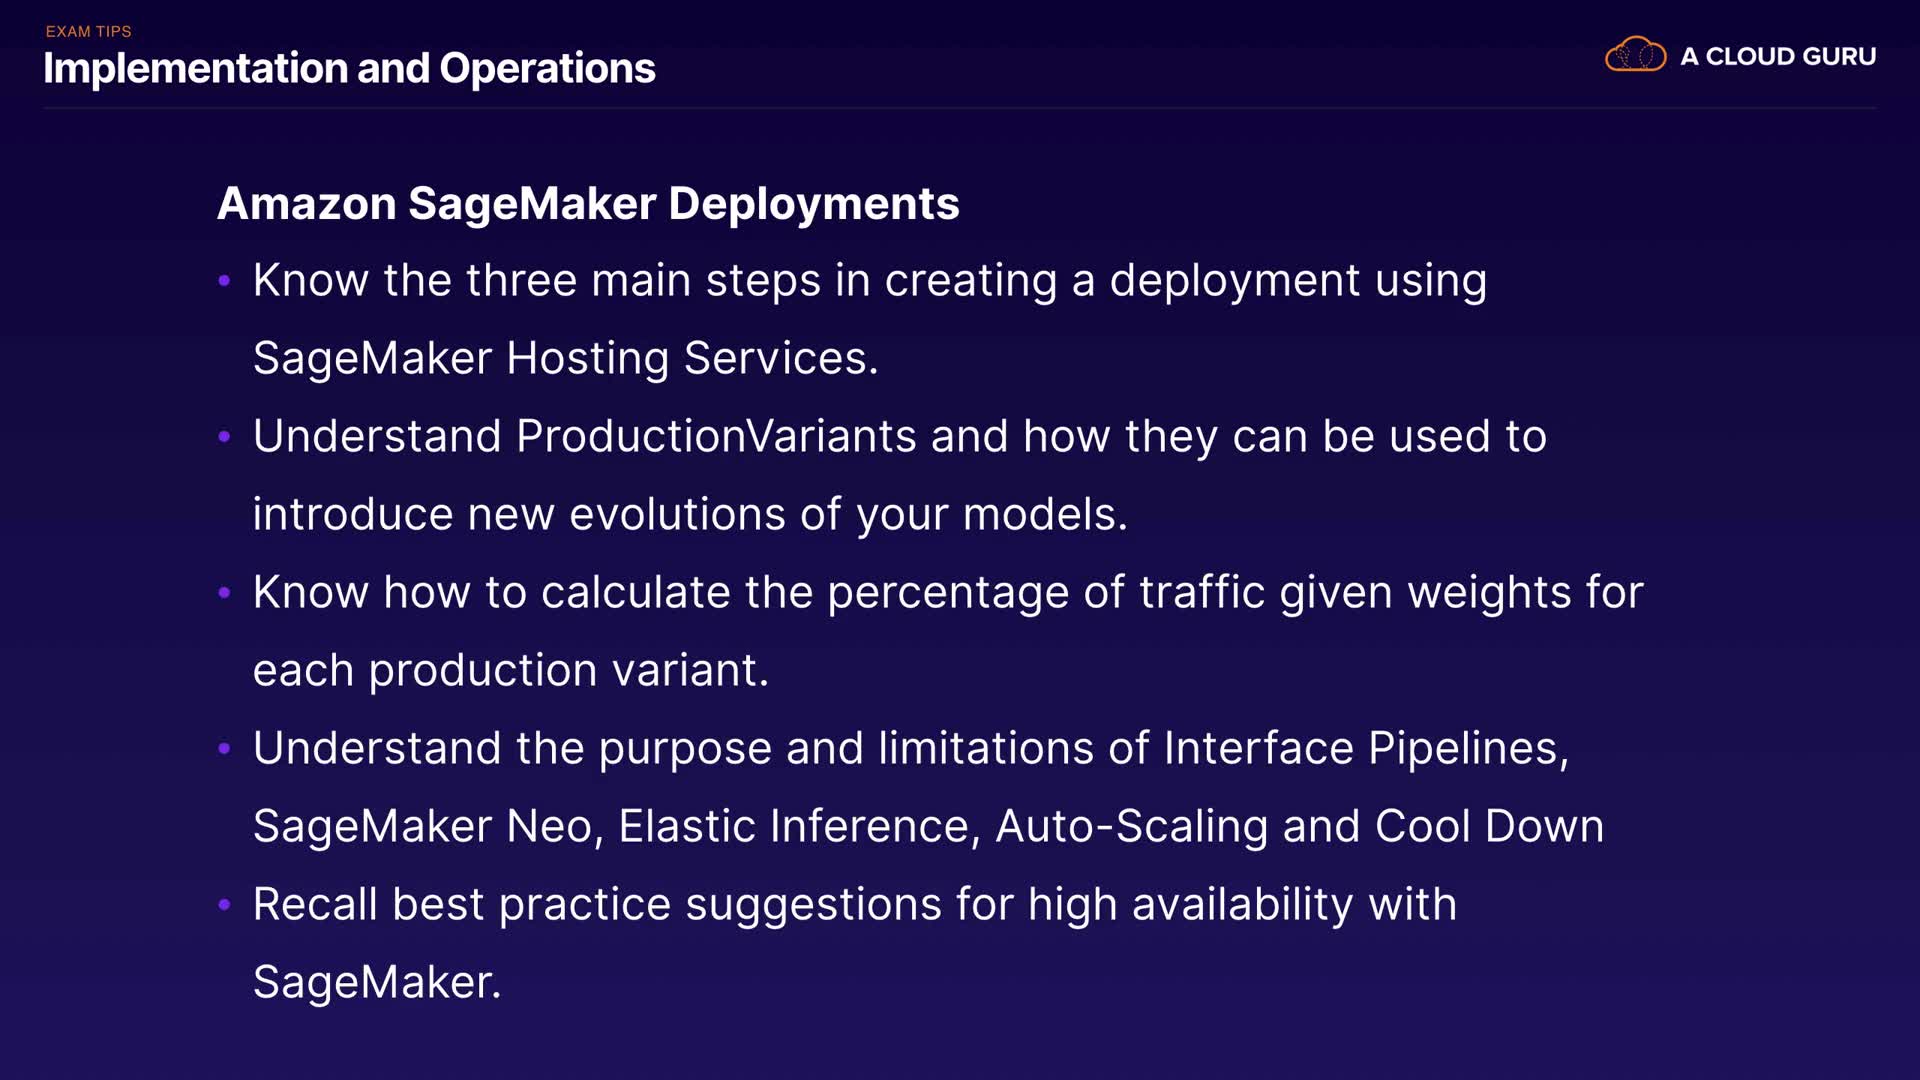 EXAM TIPS
Implementation and Operations
A CLOUD GURU
Amazon SageMaker Deployments
• Know the three main steps in creating a deployment using
SageMaker Hosting Services.
• Understand ProductionVariants and how they can be used to
introduce new evolutions of your models.
• Know how to calculate the percentage of traffic given weights for
each production variant.
• Understand the purpose and limitations of Interface Pipelines,
SageMaker Neo, Elastic Inference, Auto-Scaling and Cool Down
• Recall best practice suggestions for high availability with
SageMaker.